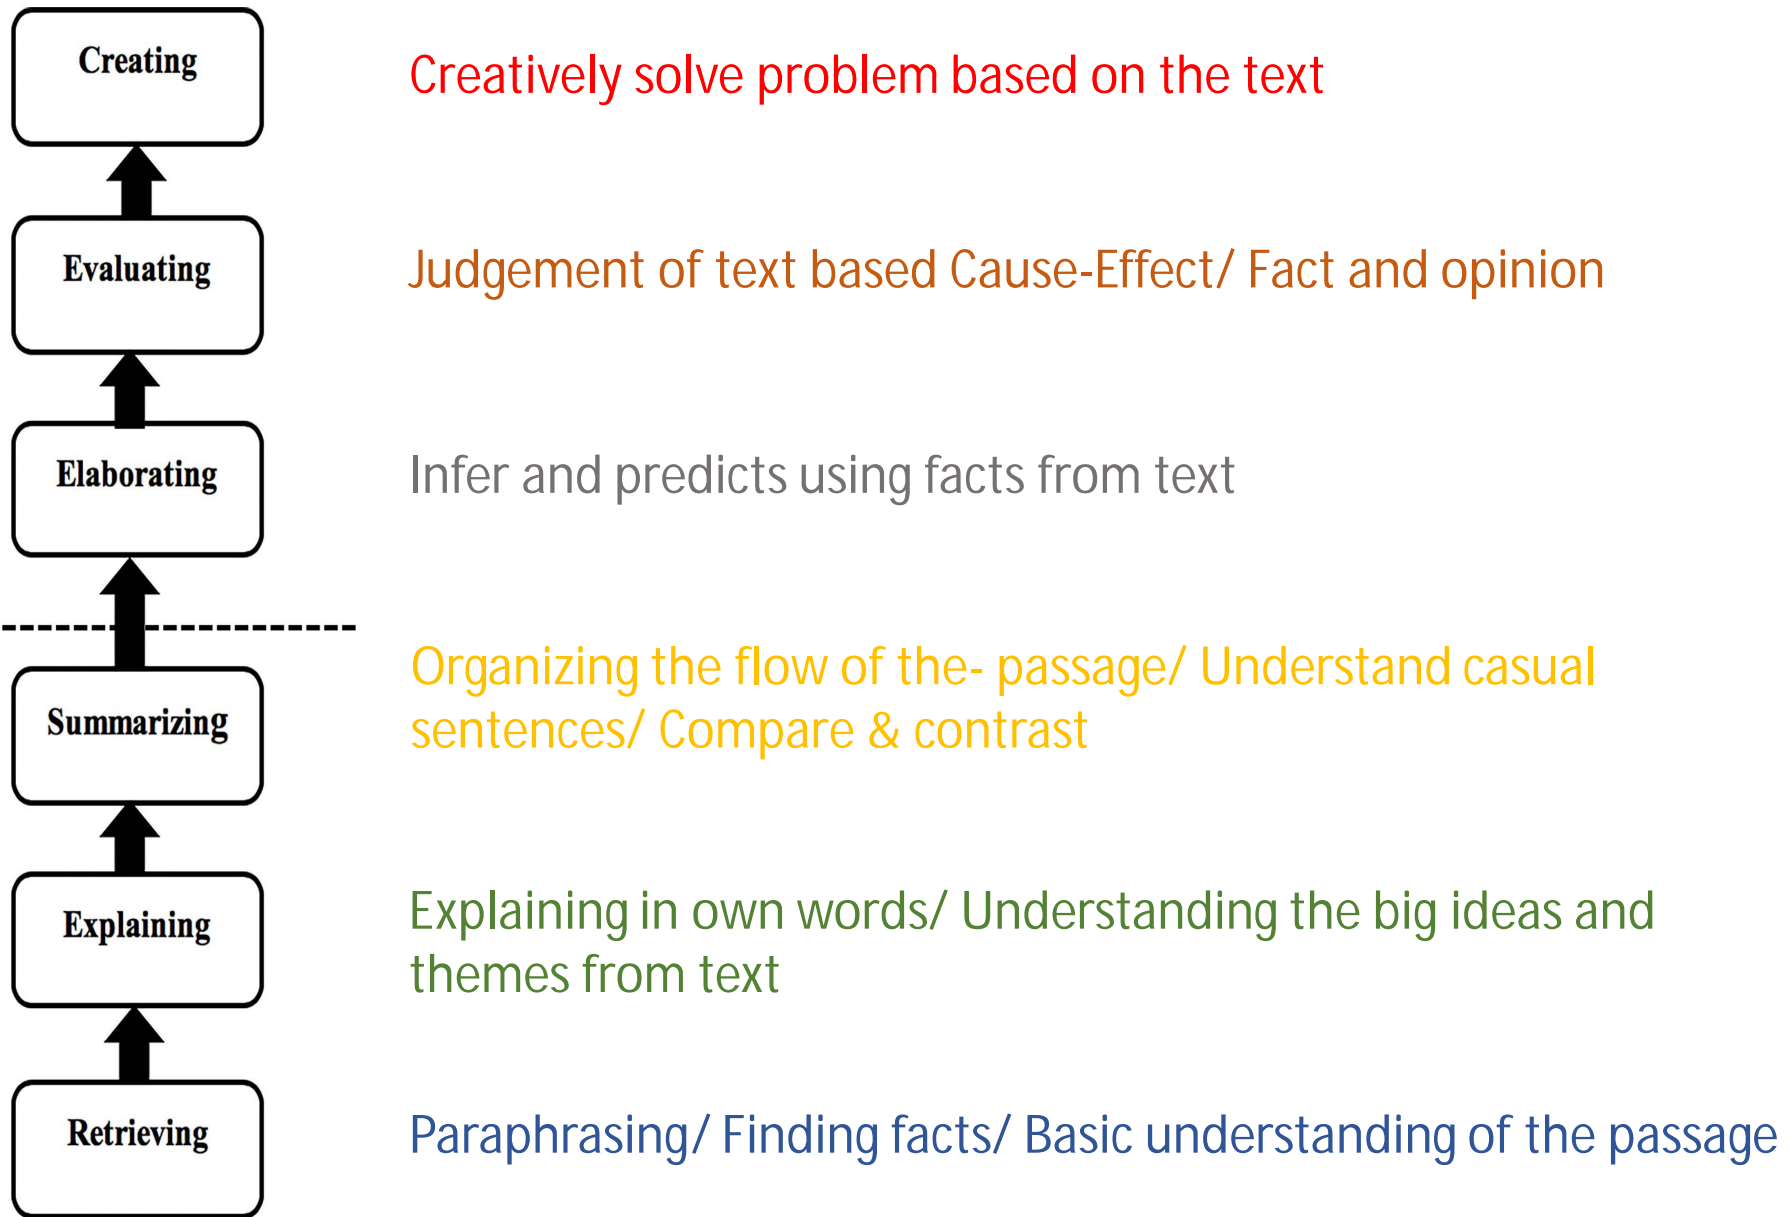 Creating
Creatively solve problem based on the text
Evaluating
Judgement of text based Cause-Effect/ Fact and opinion
Elaborating
Infer and predicts using facts from text
Summarizing
Organizing the flow of the- passage/ Understand casual
sentences/ Compare & contrast
Explaining
Explaining in own words/ Understanding the big ideas and
themes from text
Retrieving
Paraphrasing/ Finding facts/ Basic understanding of the passage